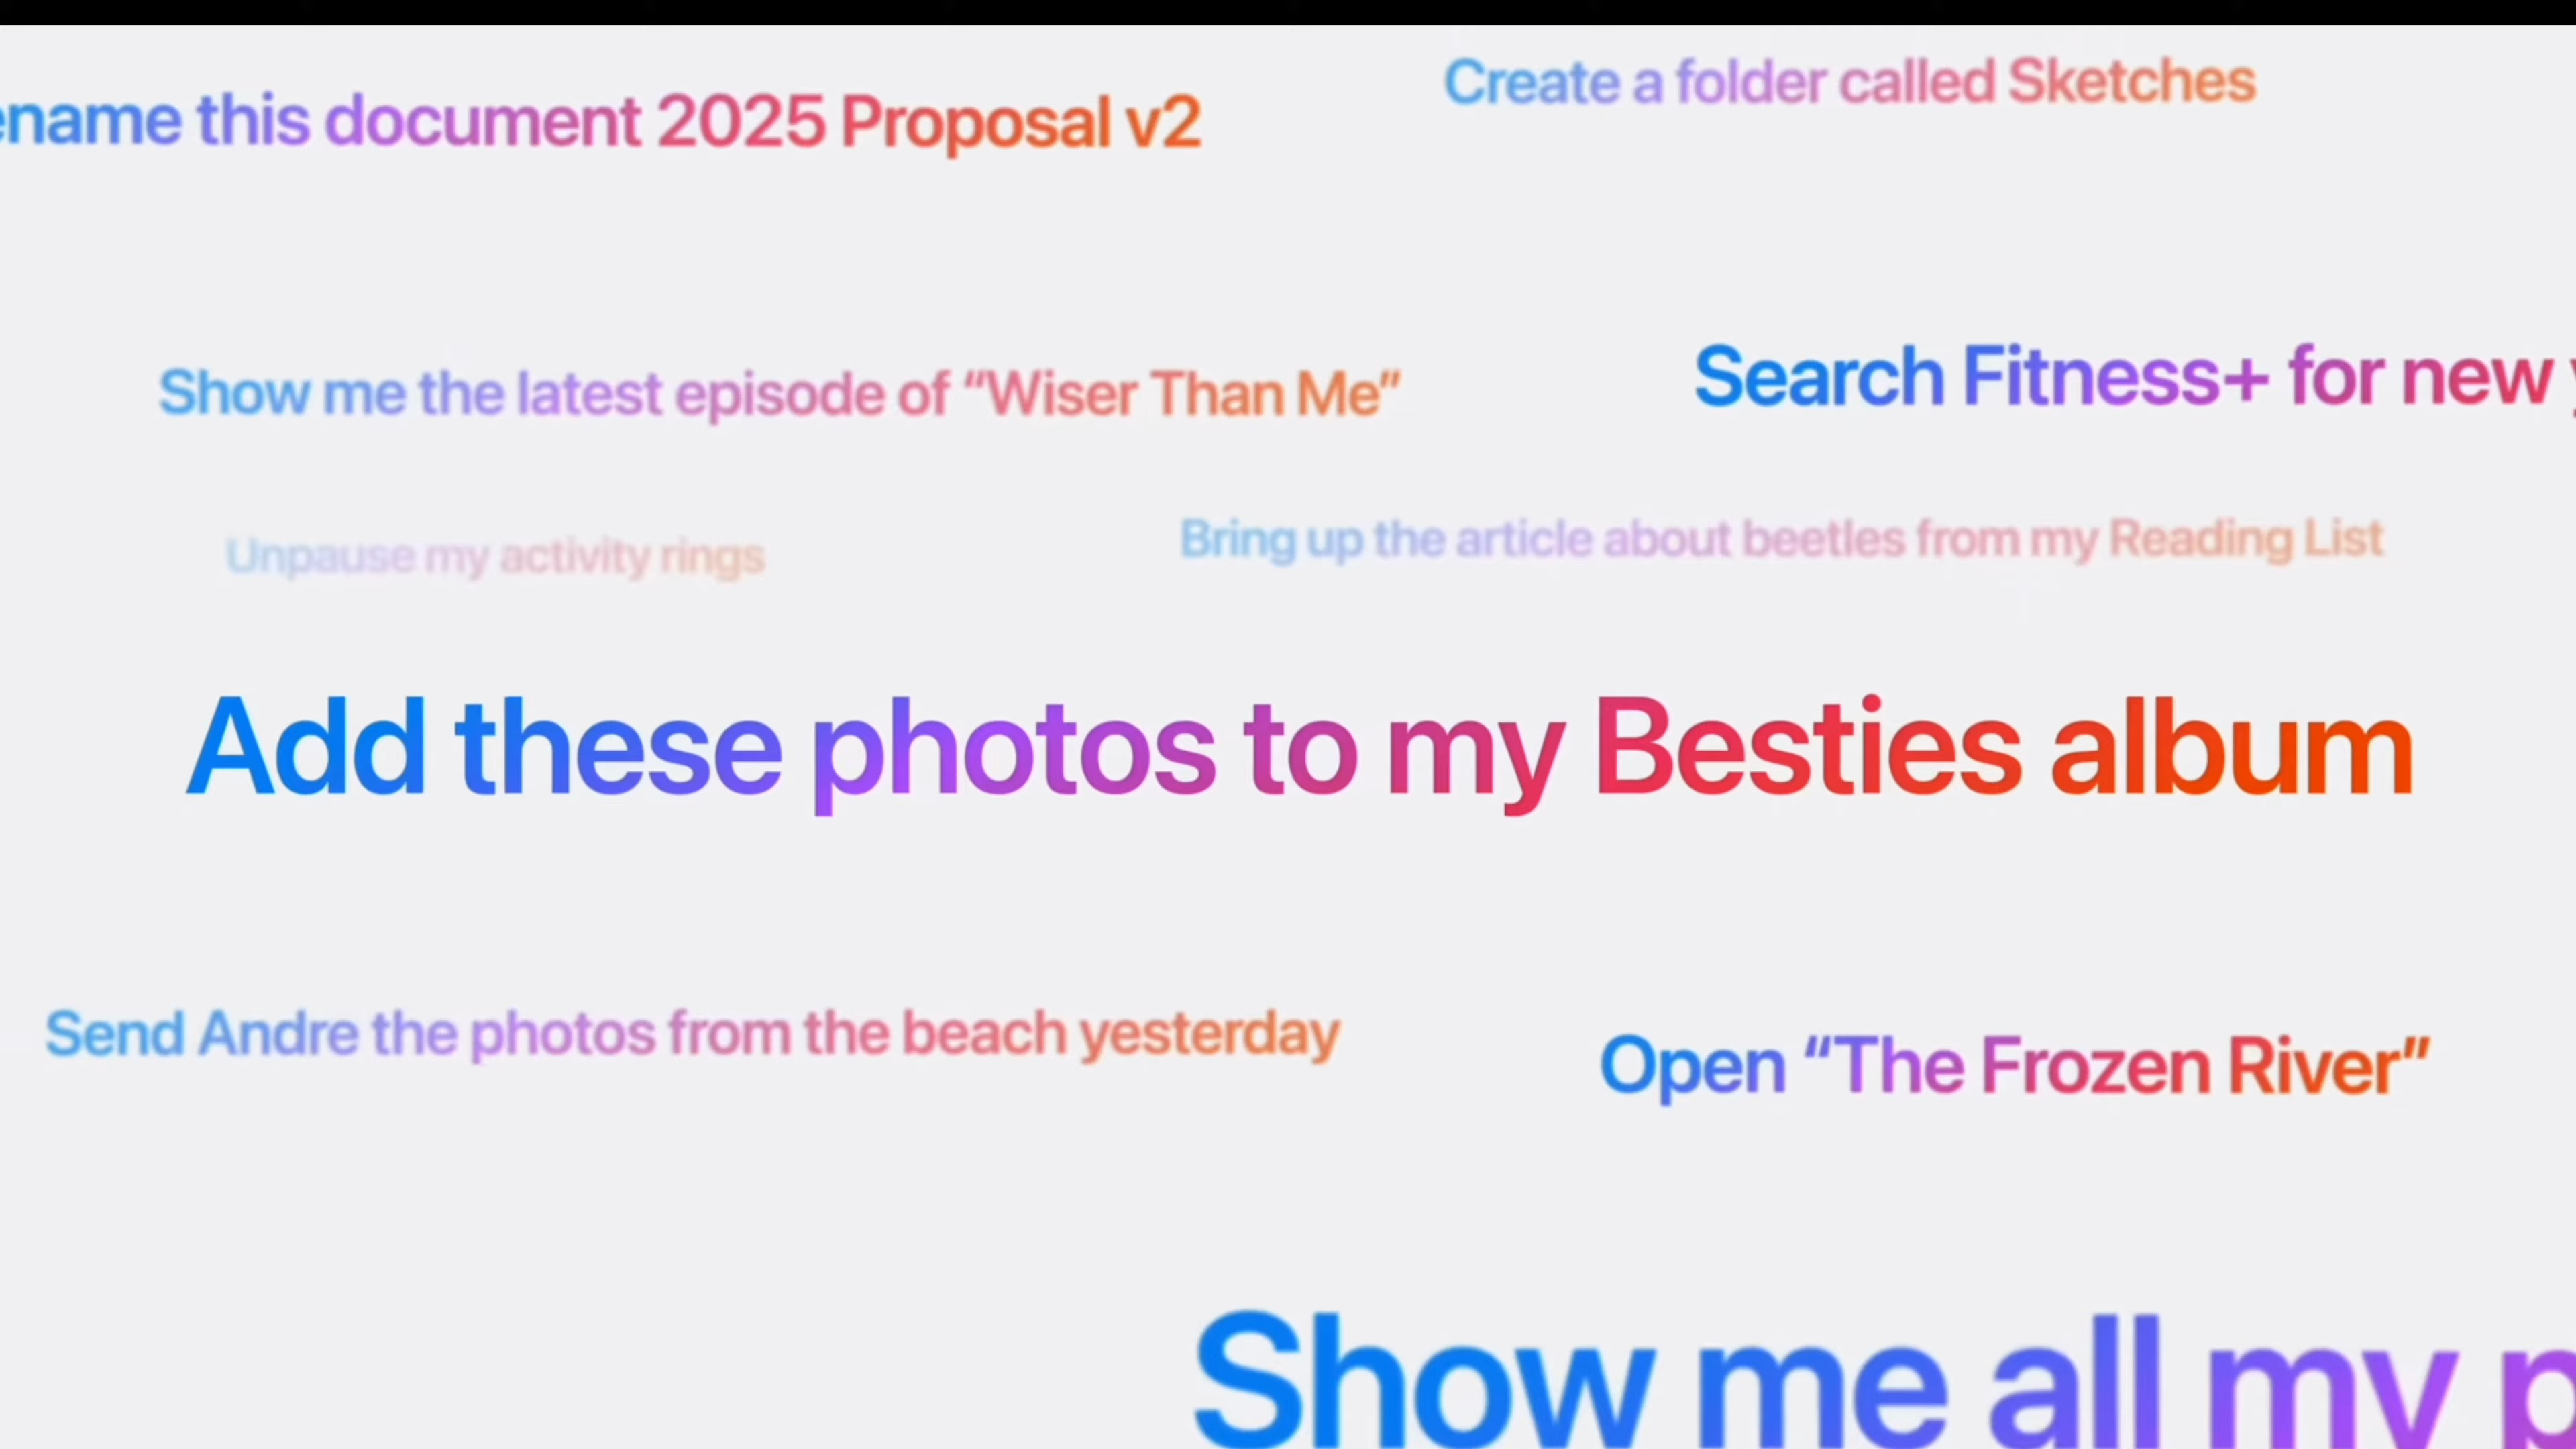 Create a folder called Sketches
ename this document 2025 Proposal v2
Show me the latest episode of “Wiser Than Me”
Search Fitness+ for new
Unpause my activity rings
Bring up the article about beetles from my Reading List
Add these photos to my Besties album
Send Andre the photos from the beach yesterday
Open “The Frozen River”
Show me all my p